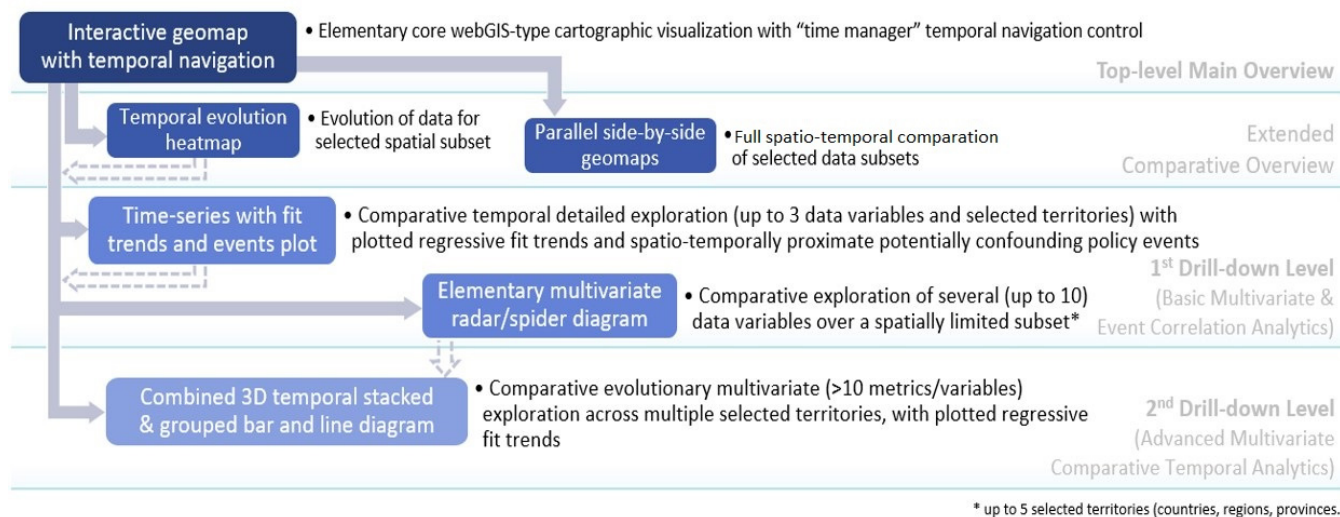 Interactive geomap
with temporal navigation
• Elementary core webGIS-type cartographic visualization with “time manager” temporal navigation control
Top-level Main Overview
Temporal evolution
heatmap
• Evolution of data for
selected spatial subset
Parallel side-by-side
geomaps
• Full spatio-temporal comparison
of selected data subsets
Extended
Comparative Overview
Time-series with fit
trends and events plot
• Comparative temporal detailed exploration (up to 3 data variables and selected territories) with
plotted regressive fit trends and spatio-temporally proximate potentially confounding policy events
1st Drill-down Level
(Basic Multivariate &
Event Correlation Analytics)
Elementary multivariate
radar/spider diagram
• Comparative exploration of several (up to 10)
data variables over a spatially limited subset*
Combined 3D temporal stacked
& grouped bar and line diagram
• Comparative evolutionary multivariate (>10 metrics/variables)
exploration across multiple selected territories, with plotted regressive
fit trends
2nd Drill-down Level
(Advanced Multivariate
Comparative Temporal Analytics)
* up to 5 selected territories (countries, regions, provinces.